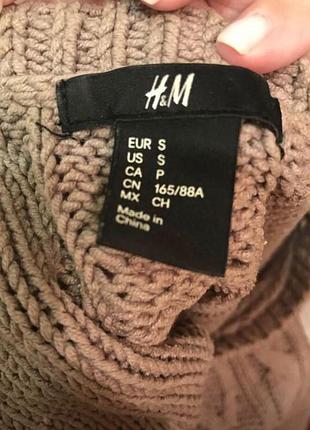 H&M
EUR S
US S
CA P
CN 165/88A
MX CH
Made in
China